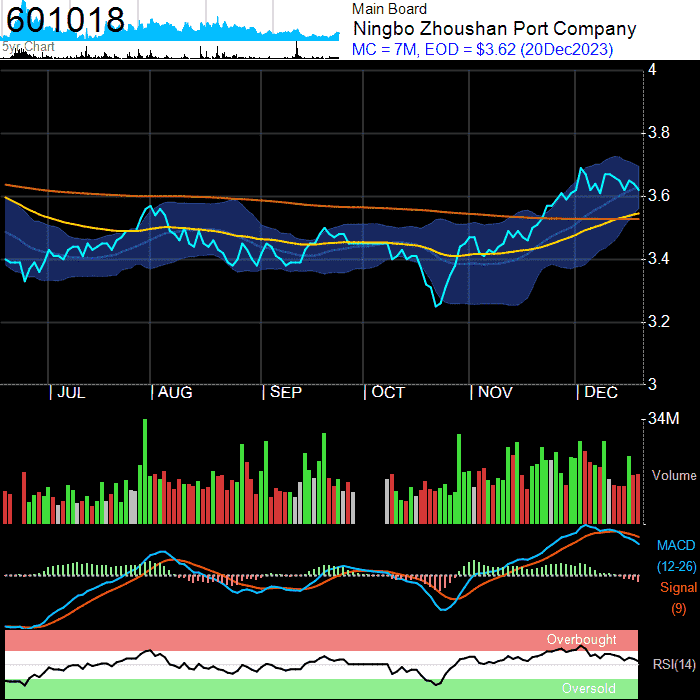 601018
5yr Chart
Main Board
Ningbo Zhoushan Port Company
MC = 7M, EOD = $3.62 (20Dec2023)
4
3.8
3.6
3.4
3.2
3
JUL
AUG
SEP
OCT
NOV
DEC
34M
Volume
MACD
(12-26)
Signal
(9)
Overbought
RSI(14)
Oversold